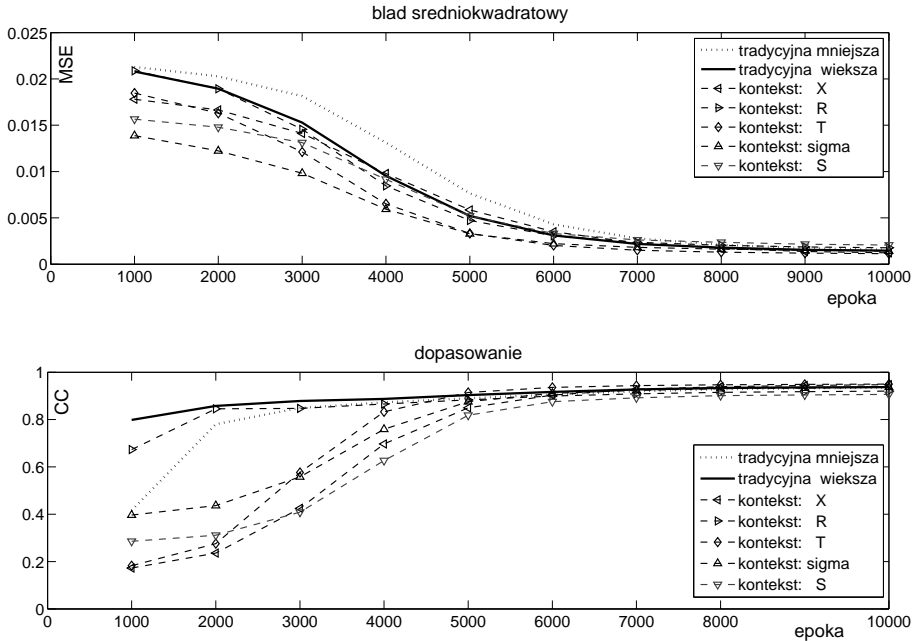 blad sredniokwadratowy
MSE
0.025
0.02
0.015
0.01
0.005
0
tradycyjna mniejsza
tradycyjna wieksza
kontekst: X
kontekst: R
kontekst: T
kontekst: sigma
kontekst: S
0 1000 2000 3000 4000 5000 6000 7000 8000 9000 10000
epoka
dopasowanie
CC
1
0.8
0.6
0.4
0.2
0
tradycyjna mniejsza
tradycyjna wieksza
kontekst: X
kontekst: R
kontekst: T
kontekst: sigma
kontekst: S
0 1000 2000 3000 4000 5000 6000 7000 8000 9000 10000
epoka